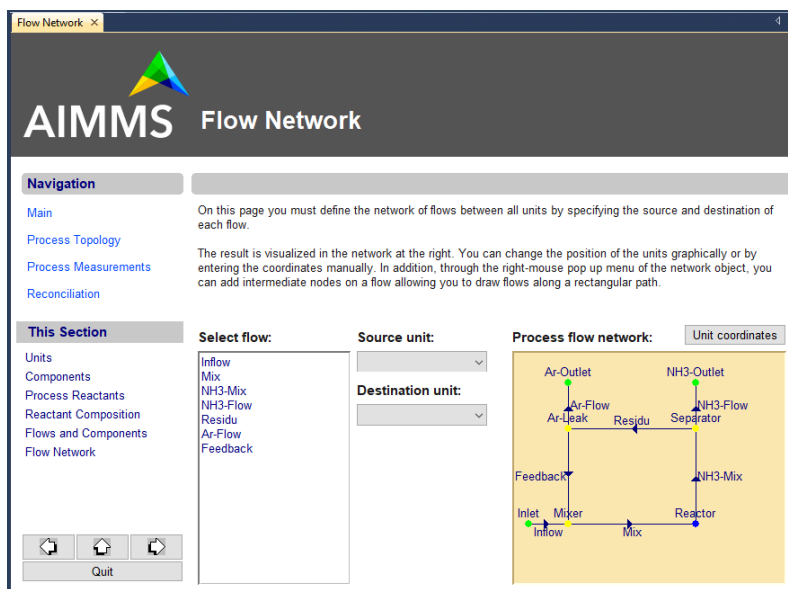 Flow Network ×
AIMMS
Flow Network
Navigation
Main
Process Topology
Process Measurements
Reconciliation
On this page you must define the network of flows between all units by specifying the source and destination of
each flow.
The result is visualized in the network at the right. You can change the position of the units graphically or by
entering the coordinates manually. In addition, through the right-mouse pop up menu of the network object, you
can add intermediate nodes on a flow allowing you to draw flows along a rectangular path.
This Section
Units
Components
Process Reactants
Reactant Composition
Flows and Components
Flow Network
Quit
Select flow:
Inflow
Mix
NH3-Mix
NH3-Flow
Residu
Ar-Flow
Feedback
Source unit:
Destination unit:
Process flow network:
Unit coordinates
Ar-Outlet
NH3-Outlet
Ar-Flow
NH3-Flow
Ar-Leak
Residu
Separator
Feedback
NH3-Mix
Inlet
Mixer
Reactor
Inflow
Mix